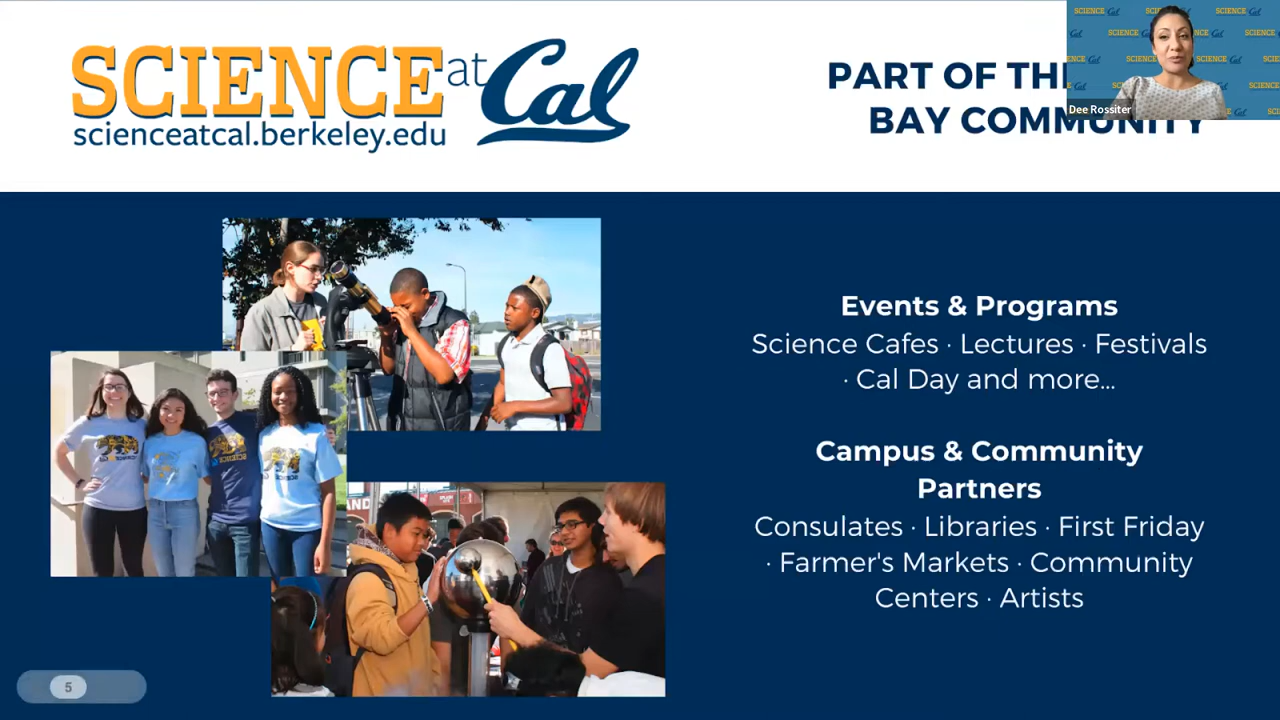 SCIENCE at Cal
scienceatcal.berkeley.edu
PART OF THE
BAY COMMUNITY
Dee Rossiter
Events & Programs
Science Cafes · Lectures · Festivals
· Cal Day and more...
Campus & Community
Partners
Consulates · Libraries · First Friday
· Farmer's Markets · Community
Centers · Artists
5